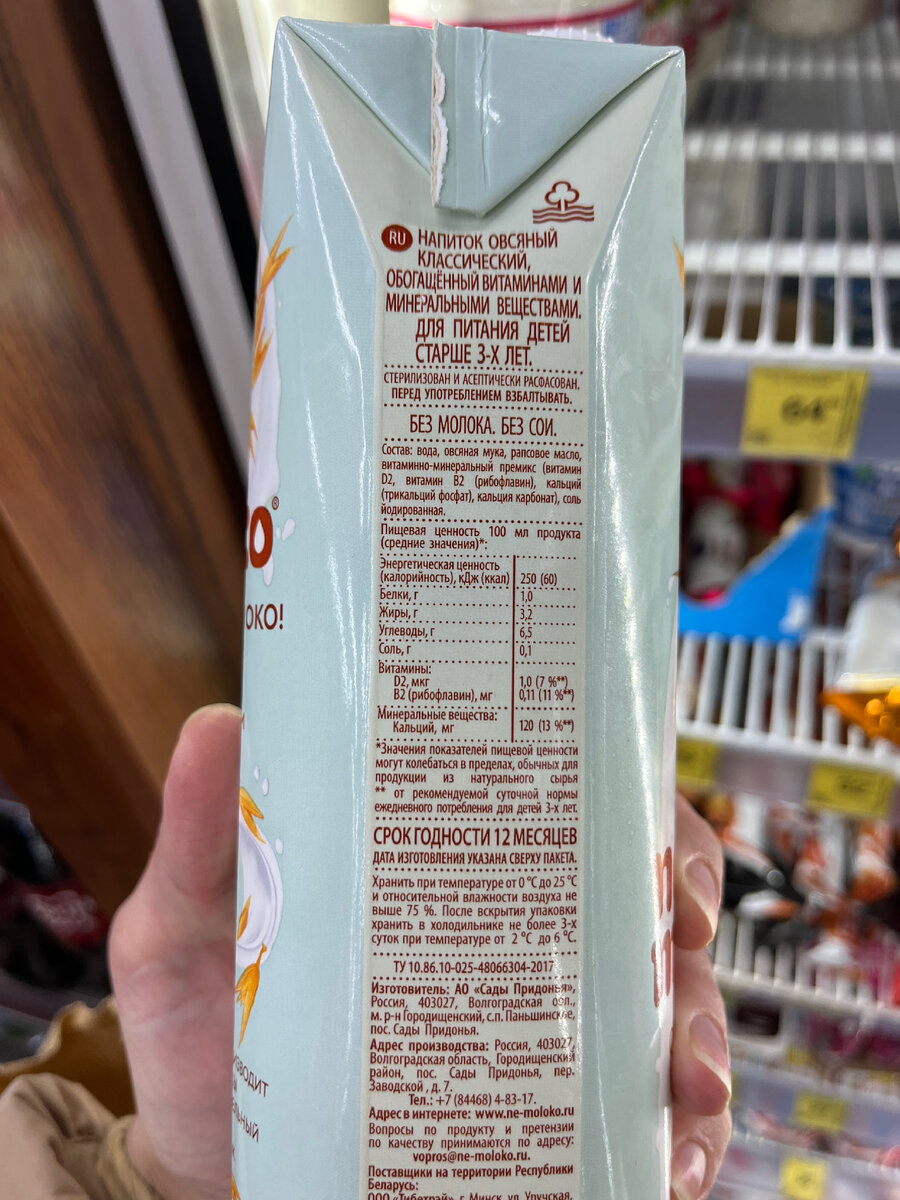 RU НАПИТОК ОВСЯНЫЙ
КЛАССИЧЕСКИЙ,
ОБОГАЩЁННЫЙ ВИТАМИНАМИ И
МИНЕРАЛЬНЫМИ ВЕЩЕСТВАМИ.
ДЛЯ ПИТАНИЯ ДЕТЕЙ
СТАРШЕ 3-Х ЛЕТ.
СТЕРИЛИЗОВАН И АСЕПТИЧЕСКИ РАСФАСОВАН.
ПЕРЕД УПОТРЕБЛЕНИЕМ ВЗБАЛТЫВАТЬ.
БЕЗ МОЛОКА. БЕЗ СОИ.
Состав: вода, овсяная мука, рапсовое масло,
витаминно-минеральный премикс (витамин
D2, витамин В2 (рибофлавин), кальций
(трикальций фосфат), кальция карбонат), соль
йодированная.
Пищевая ценность 100 мл продукта
(средние значения)*:
Энергетическая ценность
(калорийность), кДж (ккал) 250 (60)
Белки, г 1,0
Жиры, г 3,2
Углеводы, г 6,5
Соль, г 0,1
Витамины:
D2, мкг 1,0 (7 %**)
В2 (рибофлавин), мг 0,11 (11 %**)
Минеральные вещества:
Кальций, мг 120 (13 %**)
*Значения показателей пищевой ценности
могут колебаться в пределах, обычных для
продукции из натурального сырья
** от рекомендуемой суточной нормы
ежедневного потребления для детей 3-х лет.
СРОК ГОДНОСТИ 12 МЕСЯЦЕВ
ДАТА ИЗГОТОВЛЕНИЯ УКАЗАНА СВЕРХУ ПАКЕТА.
Хранить при температуре от 0 °С до 25 °С
и относительной влажности воздуха не
выше 75 %. После вскрытия упаковки
хранить в холодильнике не более 3-х
суток при температуре от 2 °С до 6 °С.
ТУ 10.86.10-025-48066304-2017
Изготовитель: АО «Сады Придонья»,
Россия, 403027, Волгоградская обл.,
м. р-н Городищенский, с.п. Паньшинское,
пос. Сады Придонья.
Адрес производства: Россия, 403027,
Волгоградская область, Городищенский
район, пос. Сады Придонья, пер.
Заводской , д. 7.
Тел.: +7 (84468) 4-83-17.
Адрес в интернете: www.ne-moloko.ru
Вопросы по продукту и претензии
по качеству принимаются по адресу:
vopros@ne-moloko.ru.
Поставщики на территории Республики
Беларусь:
ООО «Тибетрай», г. Минск, ул. Уручская,
ОКО!
64